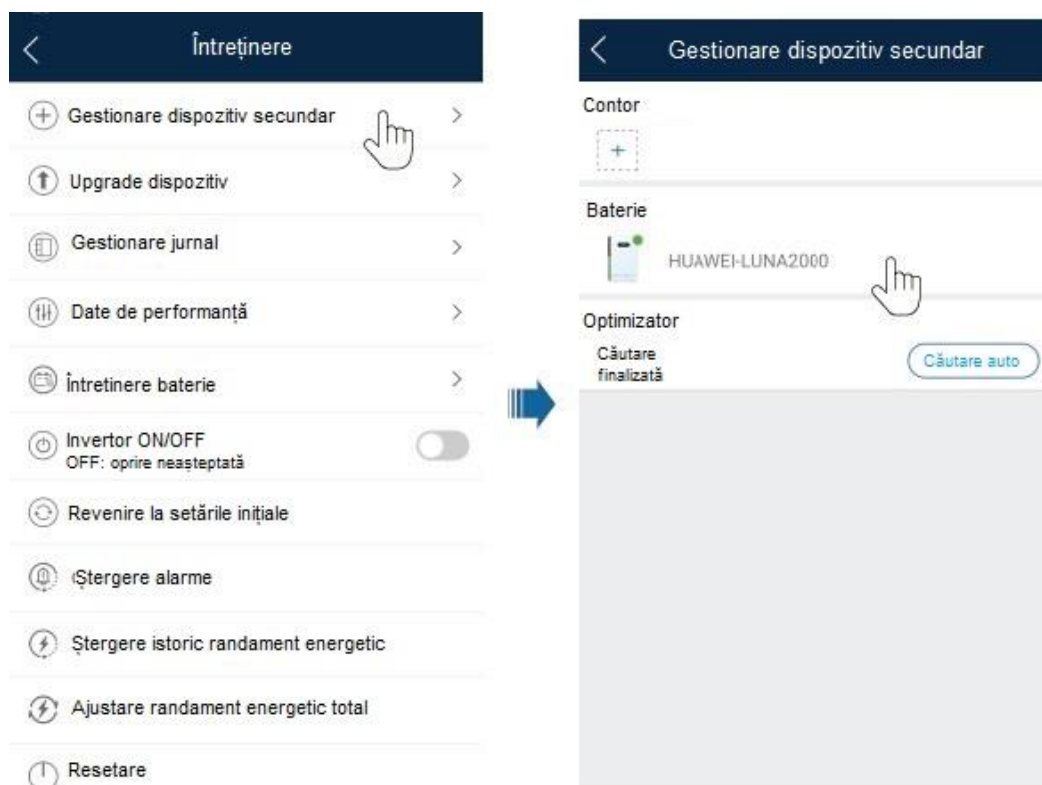 Întreținere
Gestionare dispozitiv secundar
Upgrade dispozitiv
Gestionare jurnal
Date de performanță
Întretinere baterie
Invertor ON/OFF
OFF: oprire neașteptată
Revenire la setările inițiale
Ștergere alarme
Ștergere istoric randament energetic
Ajustare randament energetic total
Resetare
Gestionare dispozitiv secundar
Contor
Baterie
HUAWEI-LUNA2000
Optimizator
Căutare
finalizată
Căutare auto